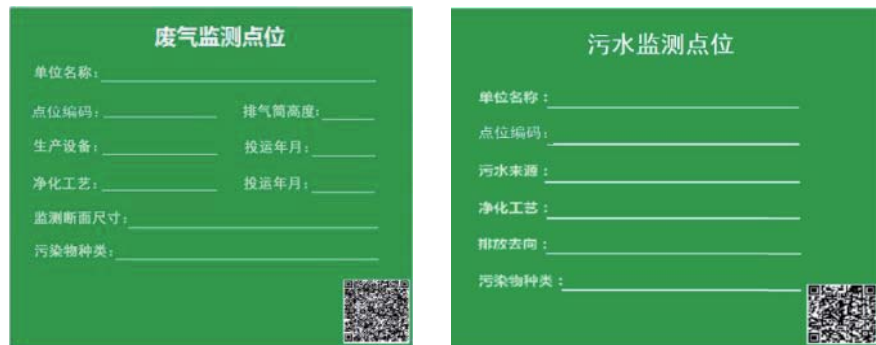 废气监测点位
单位名称：
点位编码： 排气筒高度：
生产设备： 投运年月：
净化工艺： 投运年月：
监测断面尺寸：
污染物种类：
污水监测点位
单位名称：
点位编码：
污水来源：
净化工艺：
排放去向：
污染物种类：